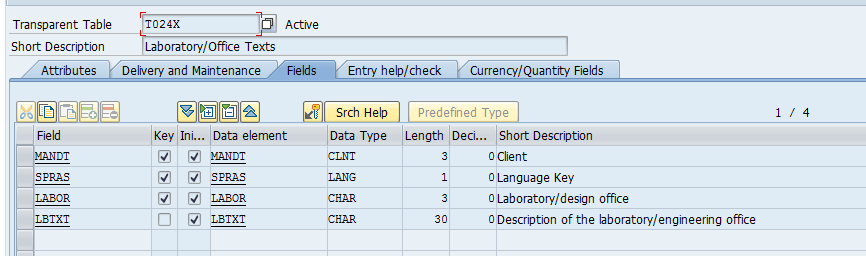 Transparent Table T024X Active
Short Description Laboratory/Office Texts
Attributes Delivery and Maintenance Fields Entry help/check Currency/Quantity Fields
Srch Help Predefined Type 1 / 4
Field Key Ini... Data element Data Type Length Deci... Short Description
MANDT MANDT CLNT 3 0 Client
SPRAS SPRAS LANG 1 0 Language Key
LABOR LABOR CHAR 3 0 Laboratory/design office
LBTXT LBTXT CHAR 30 0 Description of the laboratory/engineering office